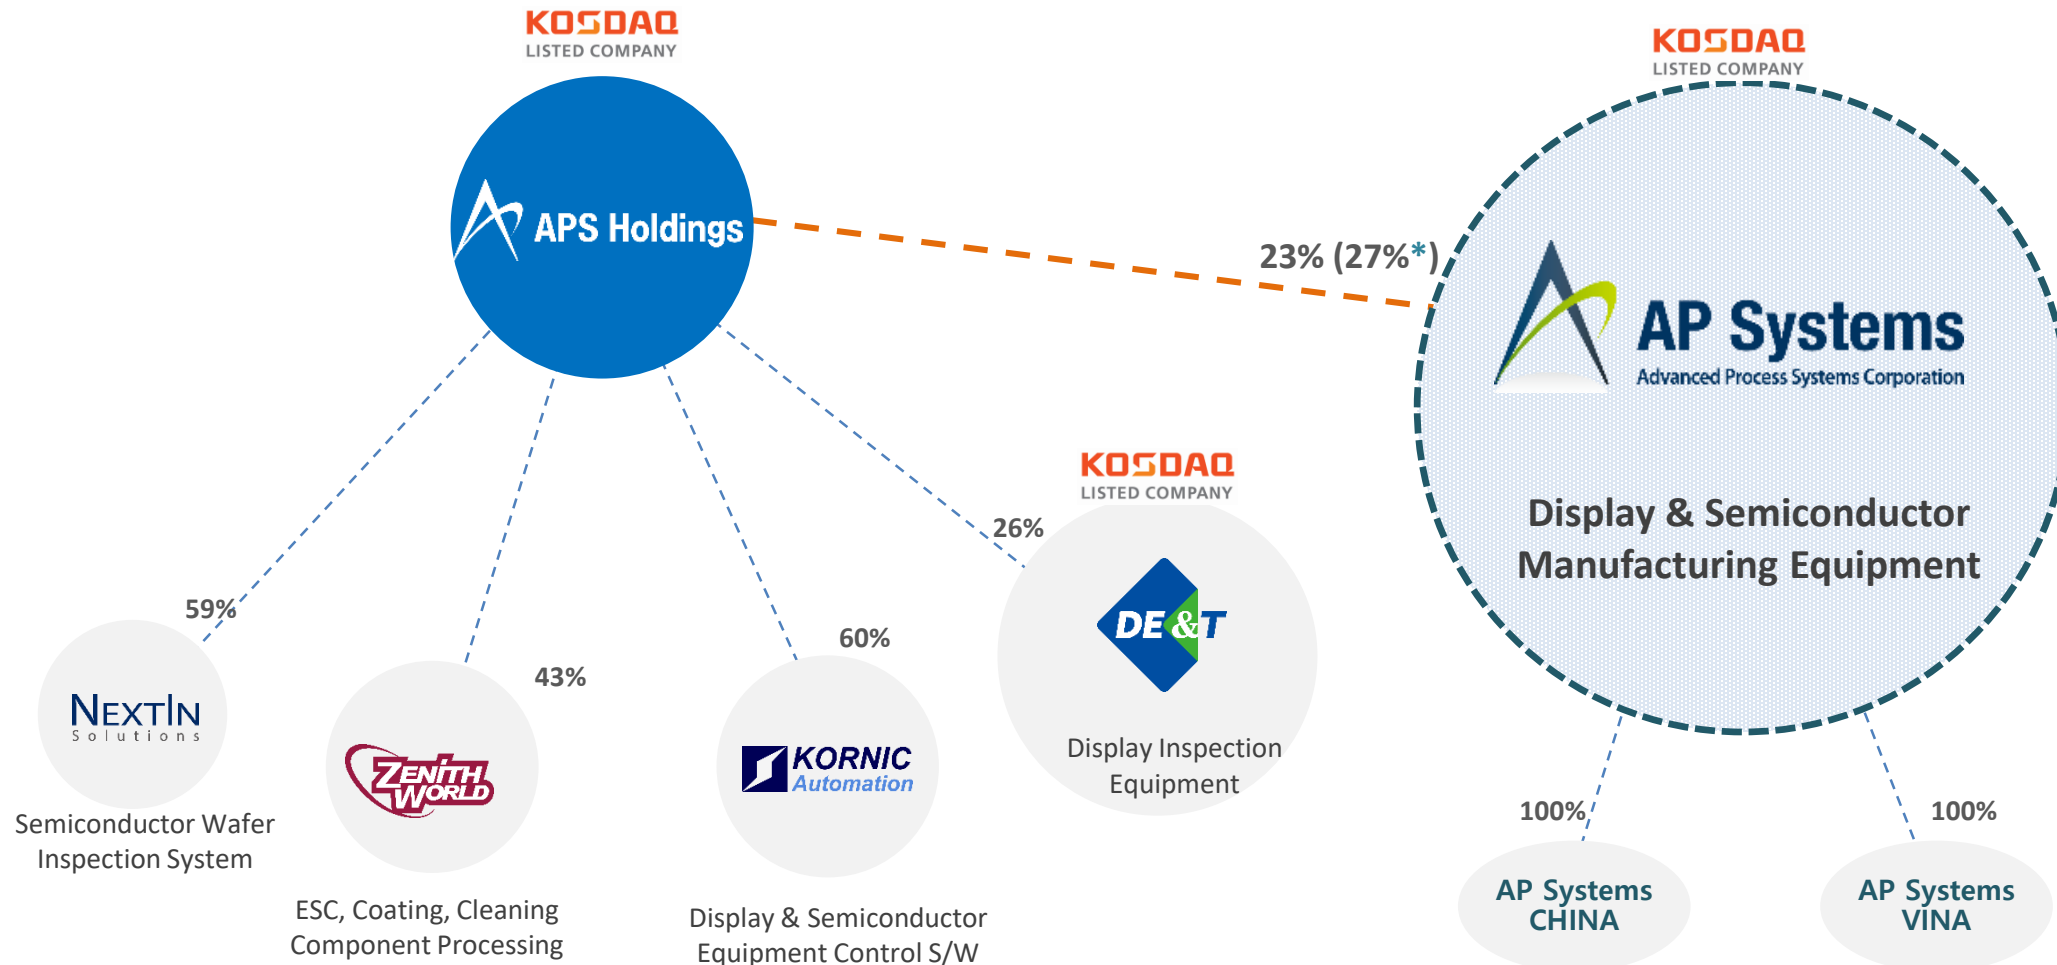 KOSDAQ
LISTED COMPANY
KOSDAQ
LISTED COMPANY
APS Holdings
23% (27%*)
AP Systems
Advanced Process Systems Corporation
Display & Semiconductor
Manufacturing Equipment
KOSDAQ
LISTED COMPANY
26%
DE&T
Display Inspection
Equipment
59%
NEXTIN
Solutions
Semiconductor Wafer
Inspection System
43%
ZENITH
WORLD
ESC, Coating, Cleaning
Component Processing
60%
KORNIC
Automation
Display & Semiconductor
Equipment Control S/W
100%
AP Systems
CHINA
100%
AP Systems
VINA